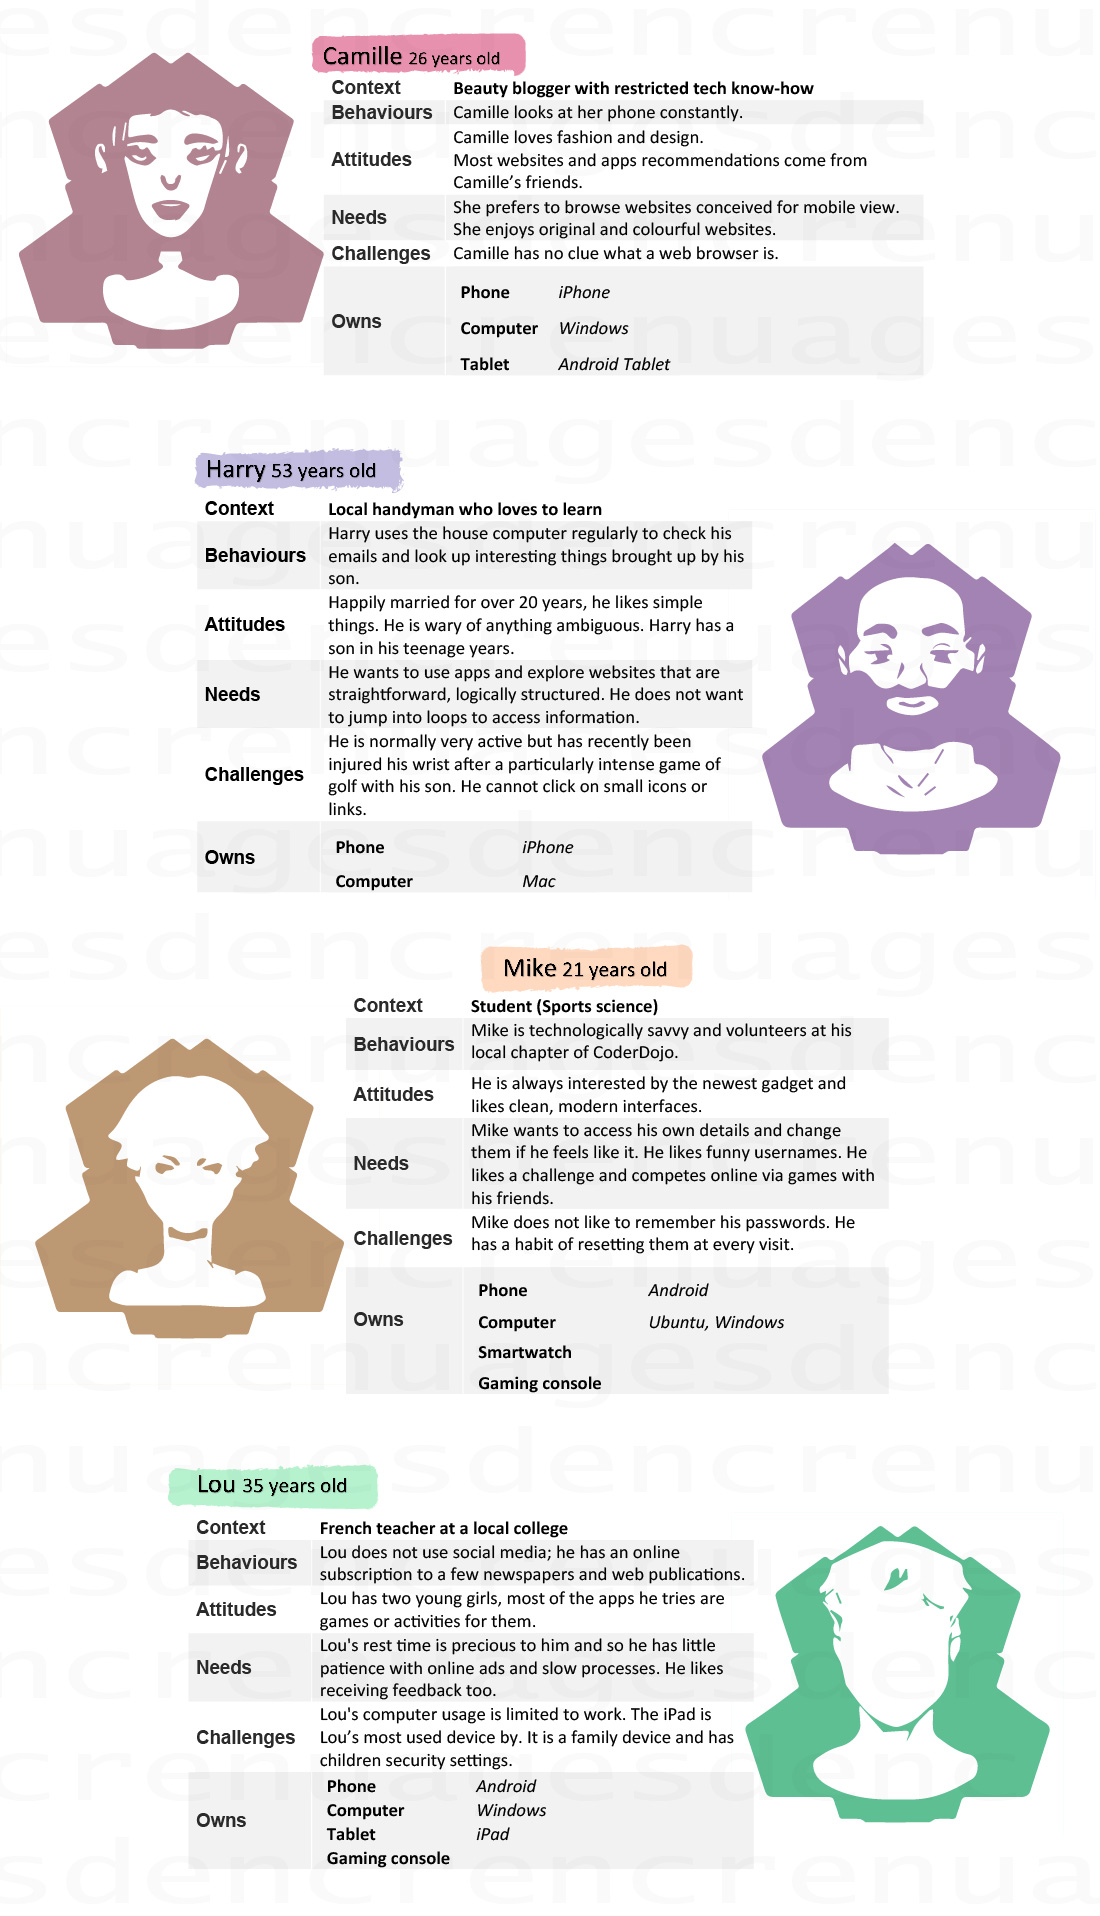 Camille 26 years old
Context Beauty blogger with restricted tech know-how
Behaviours Camille looks at her phone constantly.
Attitudes Camille loves fashion and design.
Most websites and apps recommendations come from
Camille’s friends.
Needs She prefers to browse websites conceived for mobile view.
She enjoys original and colourful websites.
Challenges Camille has no clue what a web browser is.
Owns
Phone iPhone
Computer Windows
Tablet Android Tablet
Harry 53 years old
Context Local handyman who loves to learn
Behaviours Harry uses the house computer regularly to check his
emails and look up interesting things brought up by his
son.
Attitudes Happily married for over 20 years, he likes simple
things. He is wary of anything ambiguous. Harry has a
son in his teenage years.
Needs He wants to use apps and explore websites that are
straightforward, logically structured. He does not want
to jump into loops to access information.
Challenges He is normally very active but has recently been
injured his wrist after a particularly intense game of
golf with his son. He cannot click on small icons or
links.
Owns
Phone iPhone
Computer Mac
Mike 21 years old
Context Student (Sports science)
Behaviours Mike is technologically savvy and volunteers at his
local chapter of CoderDojo.
Attitudes He is always interested by the newest gadget and
likes clean, modern interfaces.
Needs Mike wants to access his own details and change
them if he feels like it. He likes funny usernames. He
likes a challenge and competes online via games with
his friends.
Challenges Mike does not like to remember his passwords. He
has a habit of resetting them at every visit.
Owns
Phone Android
Computer Ubuntu, Windows
Smartwatch
Gaming console
Lou 35 years old
Context French teacher at a local college
Behaviours Lou does not use social media; he has an online
subscription to a few newspapers and web publications.
Attitudes Lou has two young girls, most of the apps he tries are
games or activities for them.
Needs Lou's rest time is precious to him and so he has little
patience with online ads and slow processes. He likes
receiving feedback too.
Challenges Lou's computer usage is limited to work. The iPad is
Lou’s most used device by. It is a family device and has
children security settings.
Owns
Phone Android
Computer Windows
Tablet iPad
Gaming console